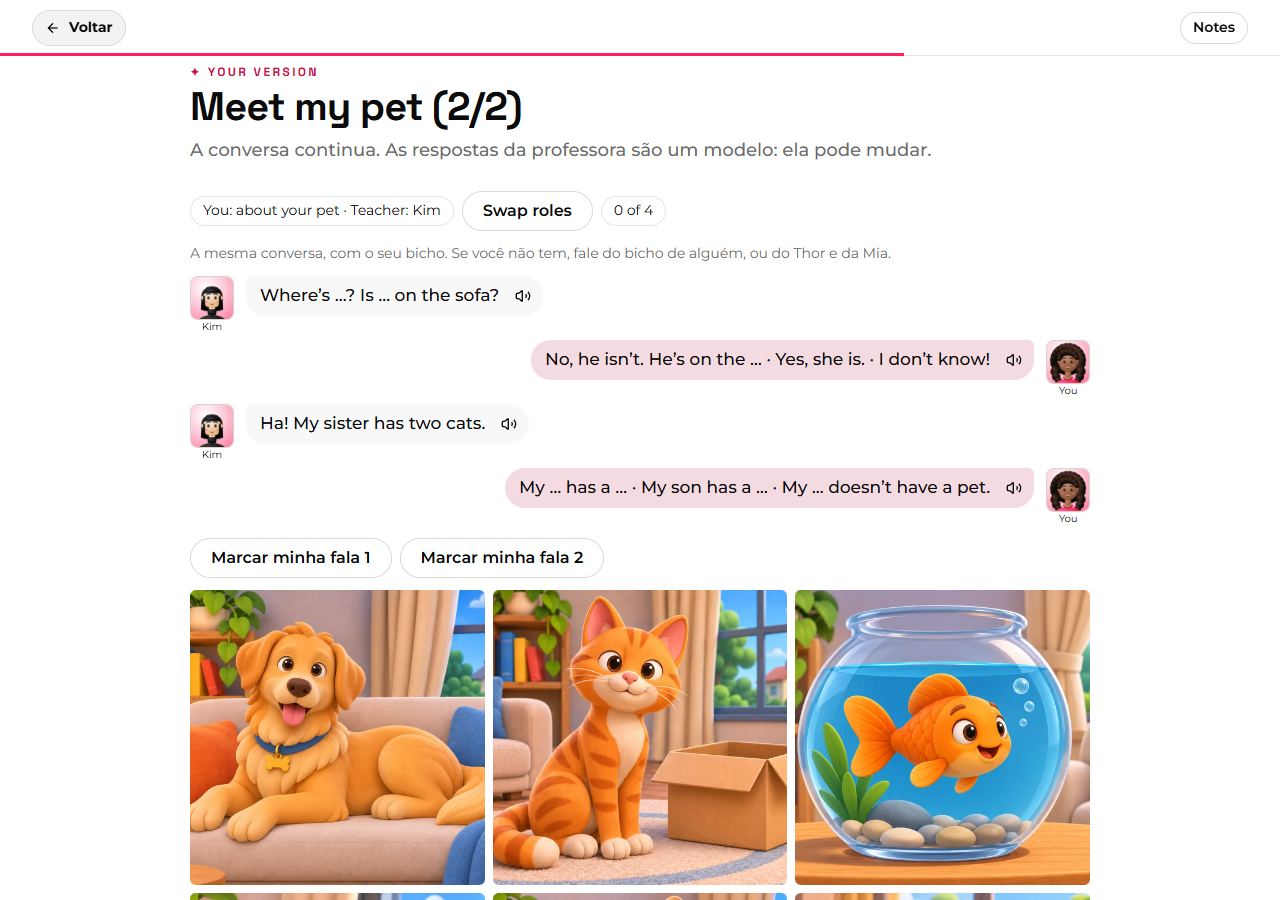 Voltar
Notes
✦ YOUR VERSION
Meet my pet (2/2)
A conversa continua. As respostas da professora são um modelo: ela pode mudar.
You: about your pet · Teacher: Kim
Swap roles
0 of 4
A mesma conversa, com o seu bicho. Se você não tem, fale do bicho de alguém, ou do Thor e da Mia.
Where’s ...? Is ... on the sofa?
Kim
No, he isn’t. He’s on the ... · Yes, she is. · I don’t know!
You
Ha! My sister has two cats.
Kim
My ... has a ... · My son has a ... · My ... doesn’t have a pet.
You
Marcar minha fala 1
Marcar minha fala 2